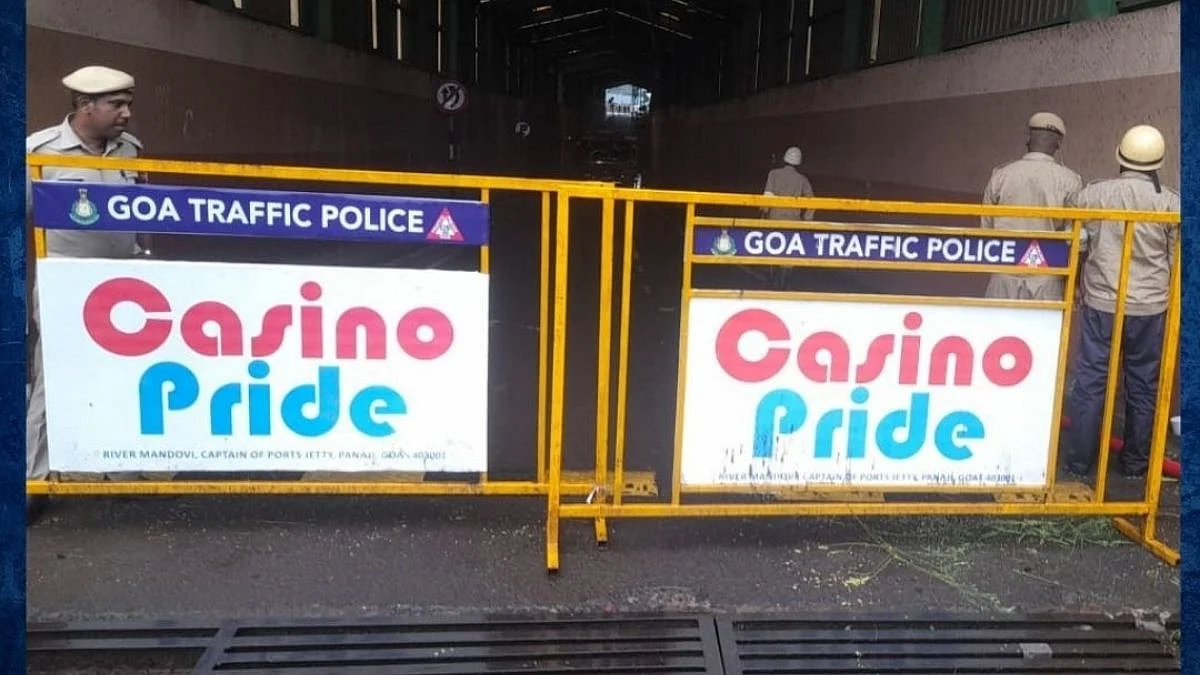 GOA TRAFFIC POLICE
Casino
Pride
RIVER MANDOVI, CAPTAIN OF PORTS JETTY, PANAJI, GOA - 403001
GOA TRAFFIC POLICE
Casino
Pride
RIVER MANDOVI, CAPTAIN OF PORTS JETTY, PANAJI, GOA - 403001